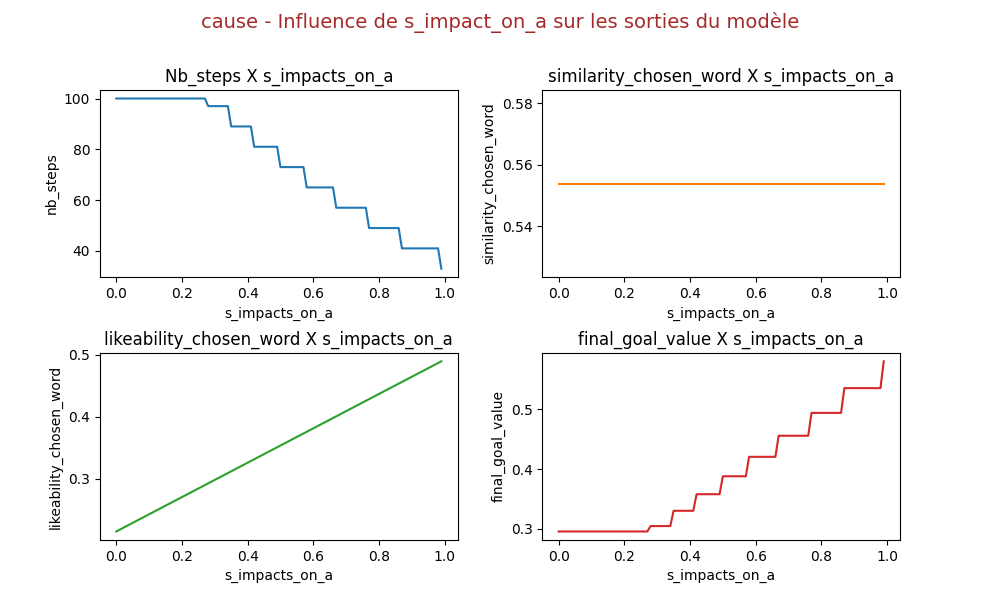 cause - Influence de s_impact_on_a sur les sorties du modèle
Nb_steps X s_impacts_on_a
nb_steps
100
80
60
40
0.0 0.2 0.4 0.6 0.8 1.0
s_impacts_on_a
similarity_chosen_word X s_impacts_on_a
similarity_chosen_word
0.58
0.56
0.54
0.0 0.2 0.4 0.6 0.8 1.0
s_impacts_on_a
likeability_chosen_word X s_impacts_on_a
likeability_chosen_word
0.5
0.4
0.3
0.0 0.2 0.4 0.6 0.8 1.0
s_impacts_on_a
final_goal_value X s_impacts_on_a
final_goal_value
0.5
0.4
0.3
0.0 0.2 0.4 0.6 0.8 1.0
s_impacts_on_a